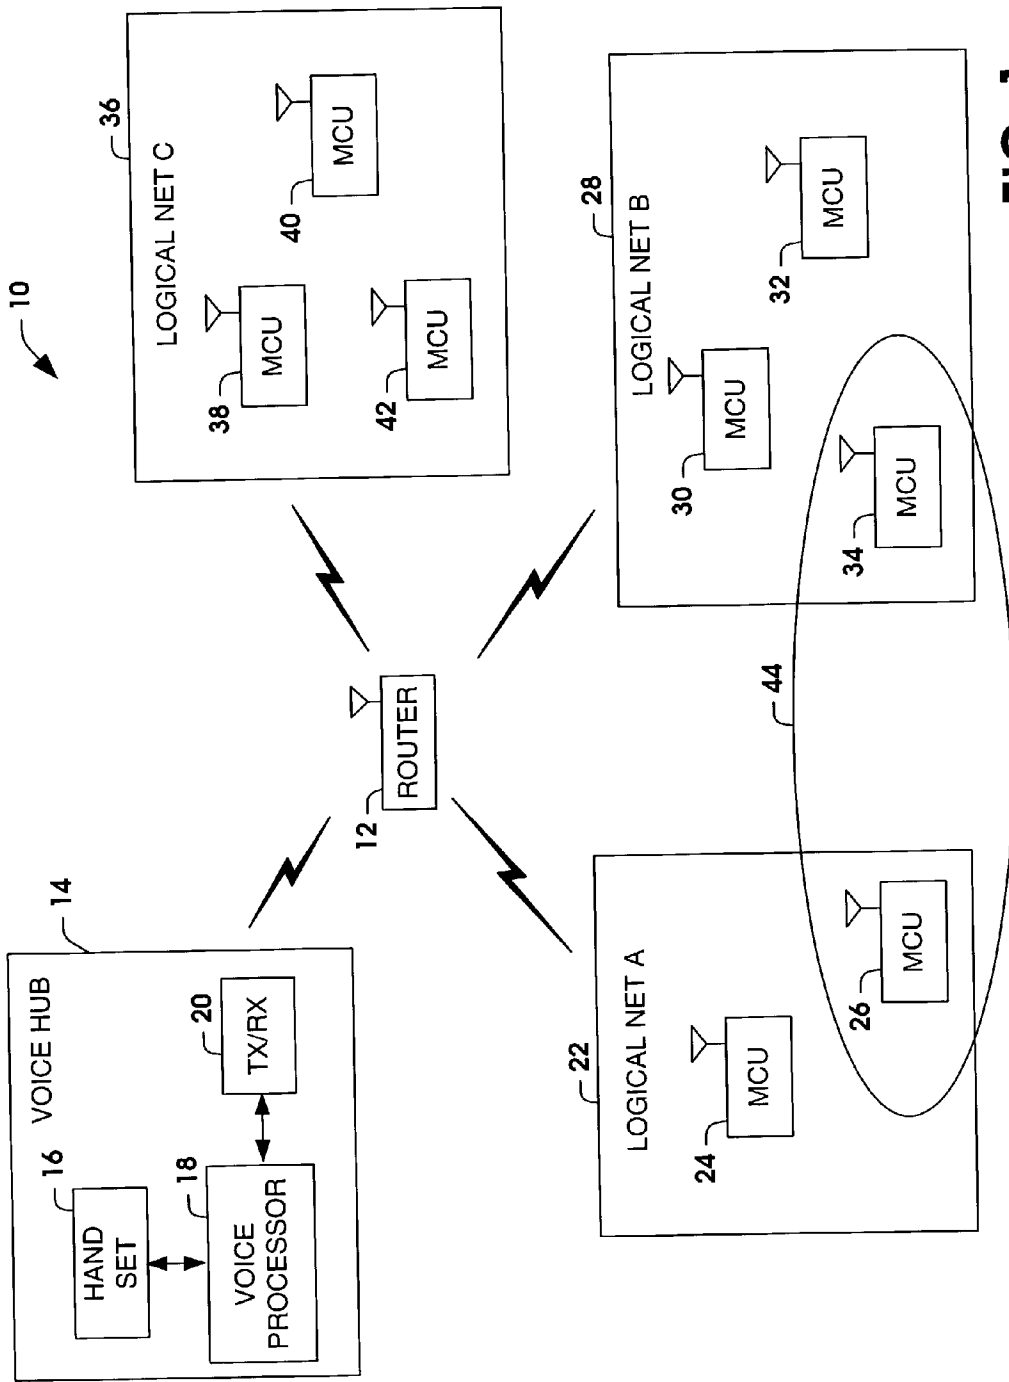 10
14
VOICE HUB
16
HAND
SET
18
VOICE
PROCESSOR
20
TX/RX
12
ROUTER
36
LOGICAL NET C
38
MCU
40
MCU
42
MCU
22
LOGICAL NET A
24
MCU
26
MCU
44
28
LOGICAL NET B
30
MCU
32
MCU
34
MCU